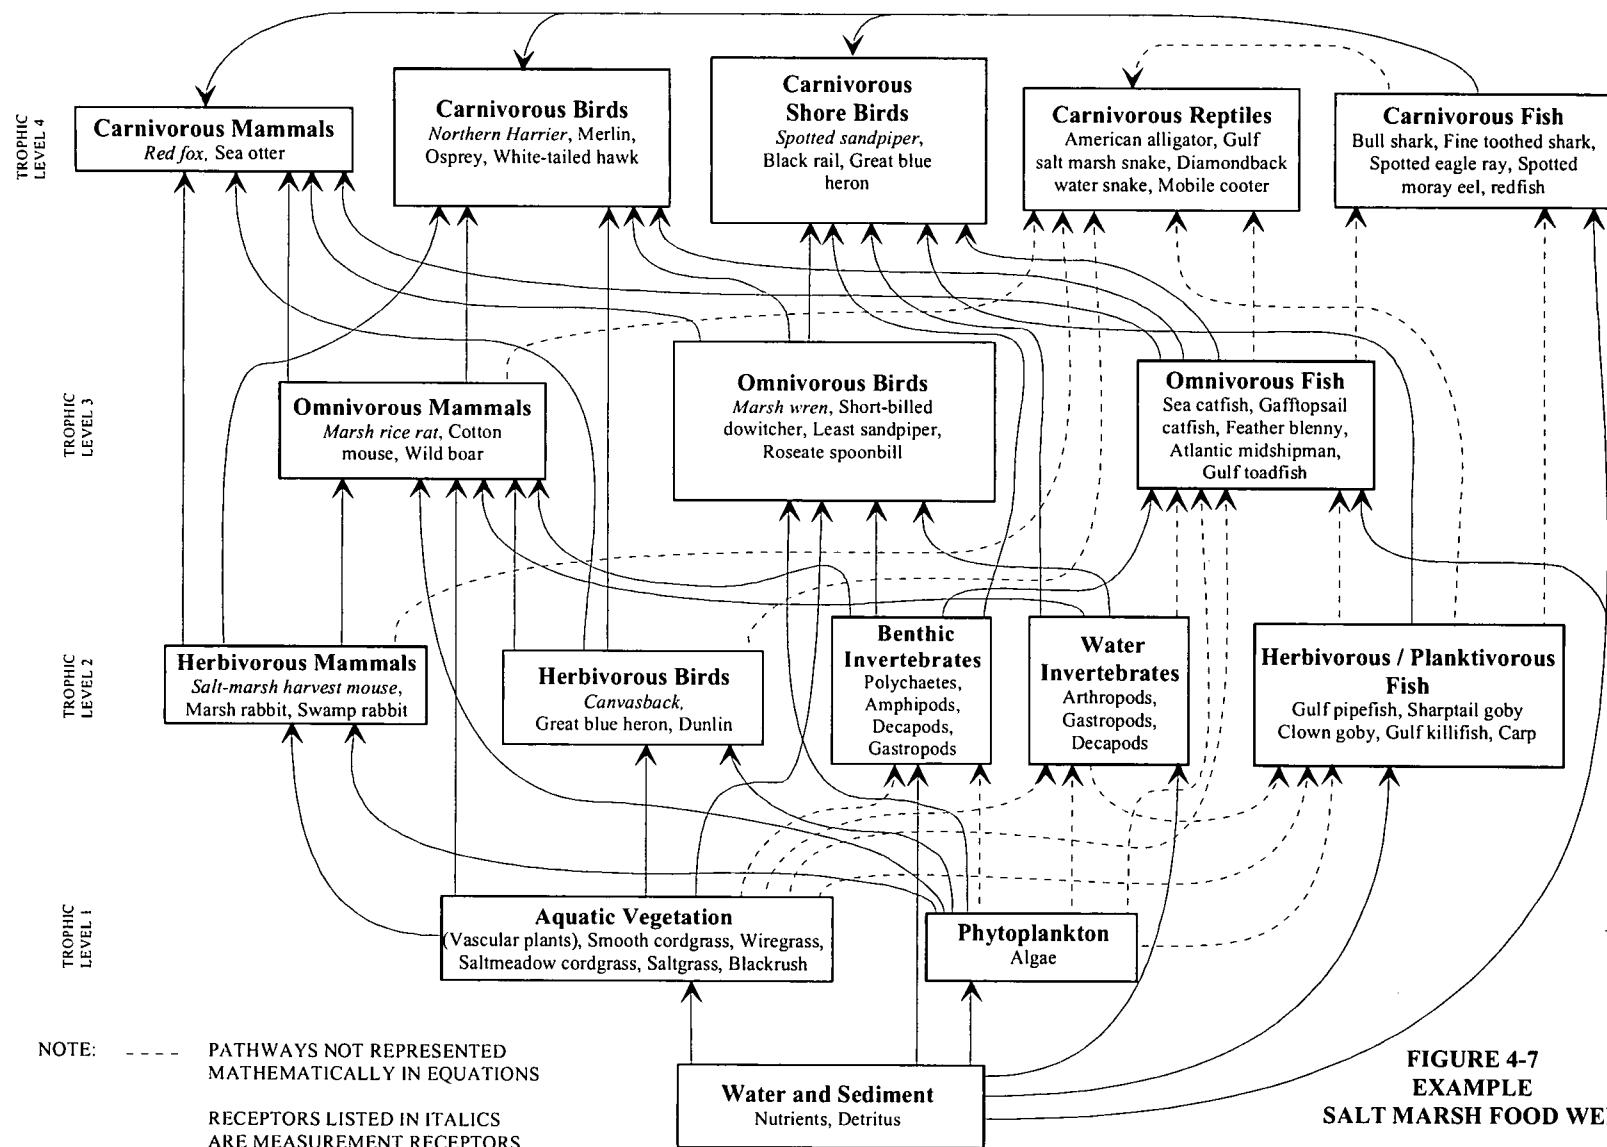 TROPHIC
LEVEL 4
Carnivorous Mammals
Red fox, Sea otter
Carnivorous Birds
Northern Harrier, Merlin,
Osprey, White-tailed hawk
Carnivorous
Shore Birds
Spotted sandpiper,
Black rail, Great blue
heron
Carnivorous Reptiles
American alligator, Gulf
salt marsh snake, Diamondback
water snake, Mobile cooter
Carnivorous Fish
Bull shark, Fine toothed shark,
Spotted eagle ray, Spotted
moray eel, redfish
TROPHIC
LEVEL 3
Omnivorous Mammals
Marsh rice rat, Cotton
mouse, Wild boar
Omnivorous Birds
Marsh wren, Short-billed
dowitcher, Least sandpiper,
Roseate spoonbill
Omnivorous Fish
Sea catfish, Gafftopsail
catfish, Feather blenny,
Atlantic midshipman,
Gulf toadfish
TROPHIC
LEVEL 2
Herbivorous Mammals
Salt-marsh harvest mouse,
Marsh rabbit, Swamp rabbit
Herbivorous Birds
Canvasback,
Great blue heron, Dunlin
Benthic
Invertebrates
Polychaetes,
Amphipods,
Decapods,
Gastropods
Water
Invertebrates
Arthropods,
Gastropods,
Decapods
Herbivorous / Planktivorous
Fish
Gulf pipefish, Sharptail goby
Clown goby, Gulf killifish, Carp
TROPHIC
LEVEL 1
Aquatic Vegetation
(Vascular plants), Smooth cordgrass, Wiregrass,
Saltmeadow cordgrass, Saltgrass, Blackrush
Phytoplankton
Algae
Water and Sediment
Nutrients, Detritus
NOTE: ---- PATHWAYS NOT REPRESENTED
MATHEMATICALLY IN EQUATIONS
RECEPTORS LISTED IN ITALICS
ARE MEASUREMENT RECEPTORS
FIGURE 4-7
EXAMPLE
SALT MARSH FOOD WE